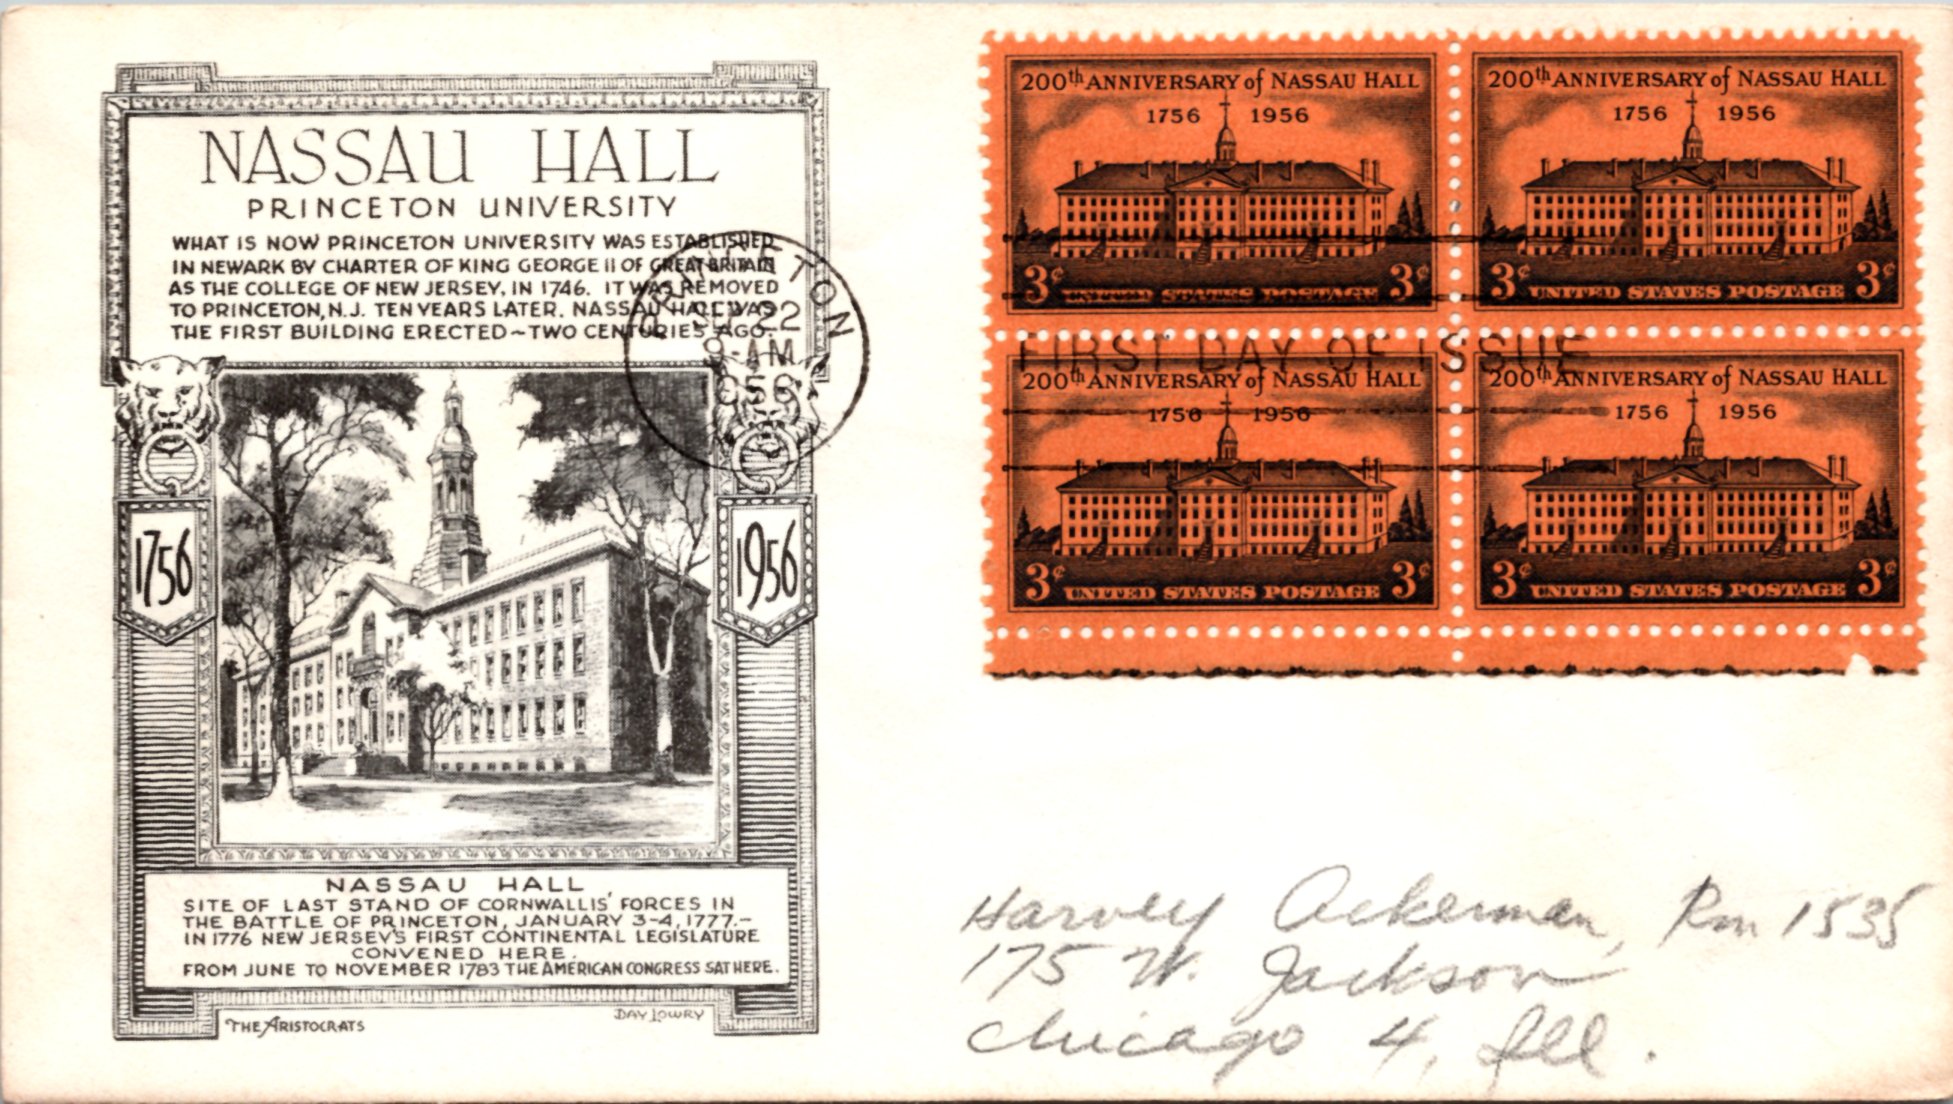 NASSAU HALL
PRINCETON UNIVERSITY
WHAT IS NOW PRINCETON UNIVERSITY WAS ESTABLISHED
IN NEWARK BY CHARTER OF KING GEORGE II OF GREAT BRITAIN
AS THE COLLEGE OF NEW JERSEY, IN 1746. IT WAS REMOVED
TO PRINCETON, N.J. TEN YEARS LATER. NASSAU HALL WAS
THE FIRST BUILDING ERECTED ~ TWO CENTURIES AGO.
1756
1956
NASSAU HALL
SITE OF LAST STAND OF CORNWALLIS' FORCES IN
THE BATTLE OF PRINCETON, JANUARY 3-4, 1777.-
IN 1776 NEW JERSEY'S FIRST CONTINENTAL LEGISLATURE
CONVENED HERE.
FROM JUNE TO NOVEMBER 1783 THE AMERICAN CONGRESS SAT HERE.
THE ARISTOCRATS
DAY LOWRY
PRINCETON
22
9-AM
1956
200th ANNIVERSARY of NASSAU HALL
1756 1956
3¢ UNITED STATES POSTAGE 3¢
200th ANNIVERSARY of NASSAU HALL
1756 1956
3¢ UNITED STATES POSTAGE 3¢
FIRST DAY OF ISSUE
200th ANNIVERSARY of NASSAU HALL
1756 1956
3¢ UNITED STATES POSTAGE 3¢
200th ANNIVERSARY of NASSAU HALL
1756 1956
3¢ UNITED STATES POSTAGE 3¢
Harvey Ackerman, Rm 1535
175 W. Jackson
Chicago 4, Ill.